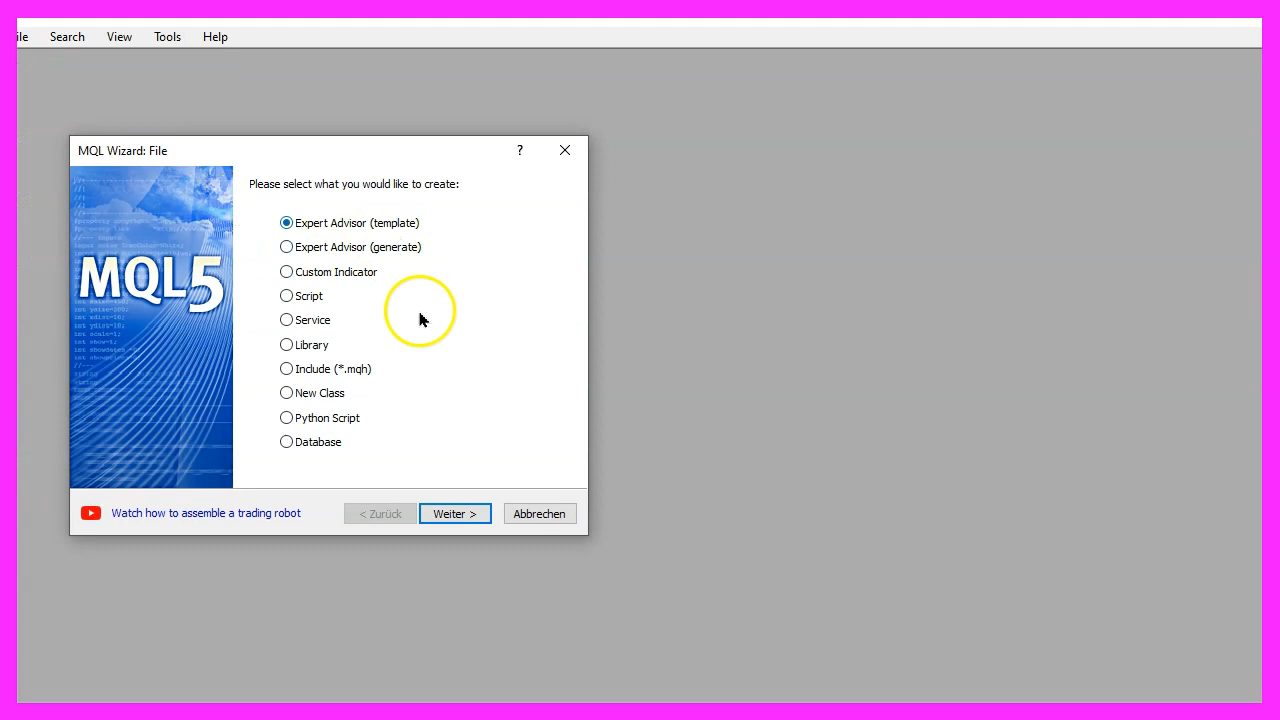 ile Search View Tools Help
MQL Wizard: File ?
Please select what you would like to create:
Expert Advisor (template)
Expert Advisor (generate)
Custom Indicator
Script
Service
Library
Include (*.mqh)
New Class
Python Script
Database
MQL5
Watch how to assemble a trading robot < Zurück Weiter > Abbrechen